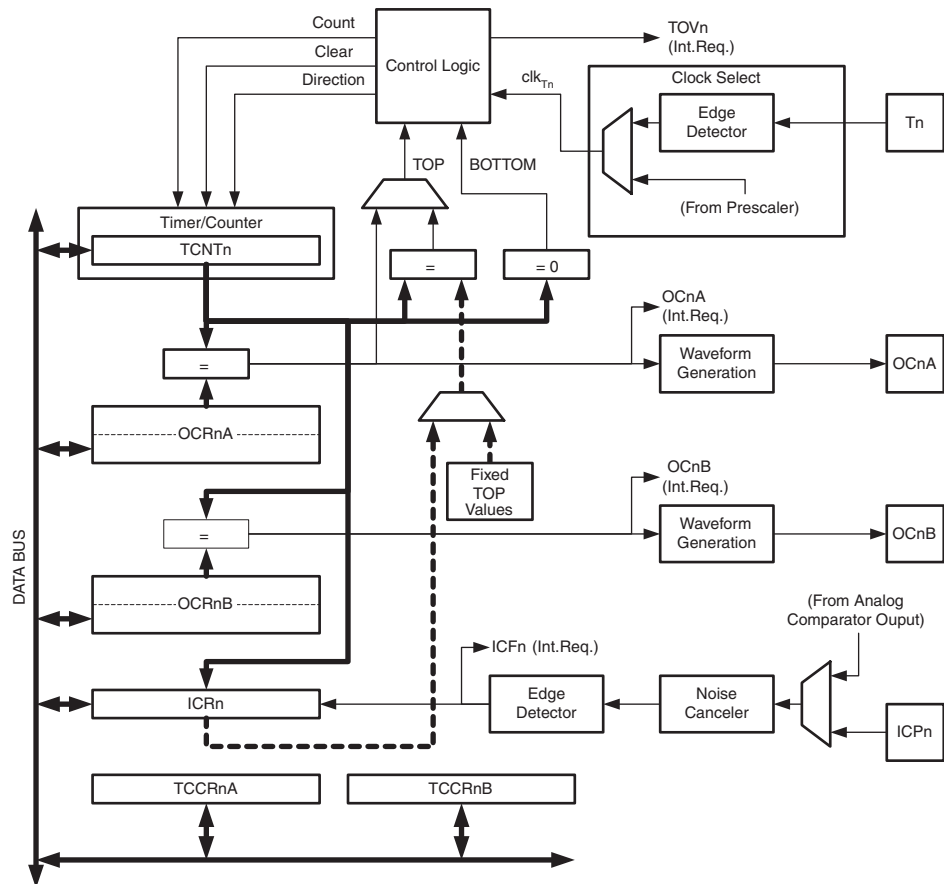 Count
Clear
Direction
Control Logic
TOVn
(Int.Req.)
clkTn
Clock Select
Edge
Detector
Tn
(From Prescaler)
TOP
BOTTOM
Timer/Counter
TCNTn
=
= 0
OCnA
(Int.Req.)
=
Waveform
Generation
OCnA
OCRnA
Fixed
TOP
Values
OCnB
(Int.Req.)
=
Waveform
Generation
OCnB
OCRnB
DATA BUS
(From Analog
Comparator Ouput)
ICFn (Int.Req.)
ICRn
Edge
Detector
Noise
Canceler
ICPn
TCCRnA
TCCRnB